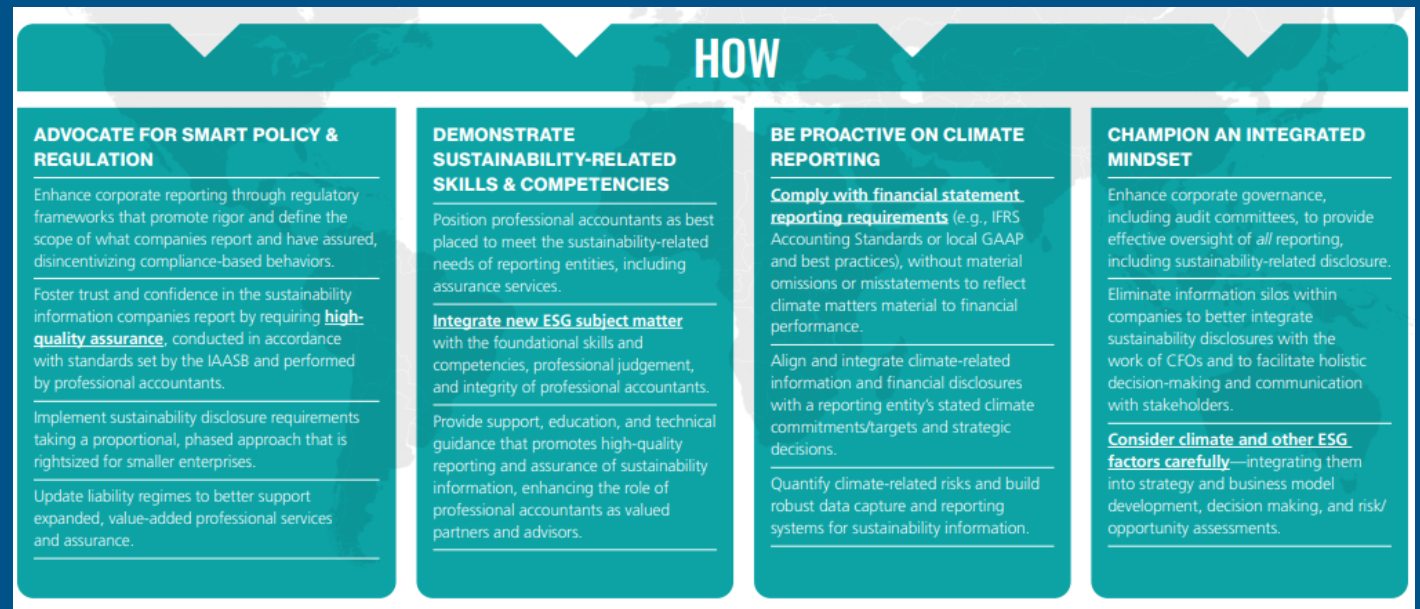 HOW
ADVOCATE FOR SMART POLICY &
REGULATION
Enhance corporate reporting through regulatory
frameworks that promote rigor and define the
scope of what companies report and have assured,
disincentivizing compliance-based behaviors.
Foster trust and confidence in the sustainability
information companies report by requiring high-
quality assurance, conducted in accordance
with standards set by the IAASB and performed
by professional accountants.
Implement sustainability disclosure requirements
taking a proportional, phased approach that is
rightsized for smaller enterprises.
Update liability regimes to better support
expanded, value-added professional services
and assurance.
DEMONSTRATE
SUSTAINABILITY-RELATED
SKILLS & COMPETENCIES
Position professional accountants as best
placed to meet the sustainability-related
needs of reporting entities, including
assurance services.
Integrate new ESG subject matter
with the foundational skills and
competencies, professional judgement,
and integrity of professional accountants.
Provide support, education, and technical
guidance that promotes high-quality
reporting and assurance of sustainability
information, enhancing the role of
professional accountants as valued
partners and advisors.
BE PROACTIVE ON CLIMATE
REPORTING
Comply with financial statement
reporting requirements (e.g., IFRS
Accounting Standards or local GAAP
and best practices), without material
omissions or misstatements to reflect
climate matters material to financial
performance.
Align and integrate climate-related
information and financial disclosures
with a reporting entity's stated climate
commitments/targets and strategic
decisions.
Quantify climate-related risks and build
robust data capture and reporting
systems for sustainability information.
CHAMPION AN INTEGRATED
MINDSET
Enhance corporate governance,
including audit committees, to provide
effective oversight of all reporting,
including sustainability-related disclosure.
Eliminate information silos within
companies to better integrate
sustainability disclosures with the
work of CFOs and to facilitate holistic
decision-making and communication
with stakeholders.
Consider climate and other ESG
factors carefully—integrating them
into strategy and business model
development, decision making, and risk/
opportunity assessments.